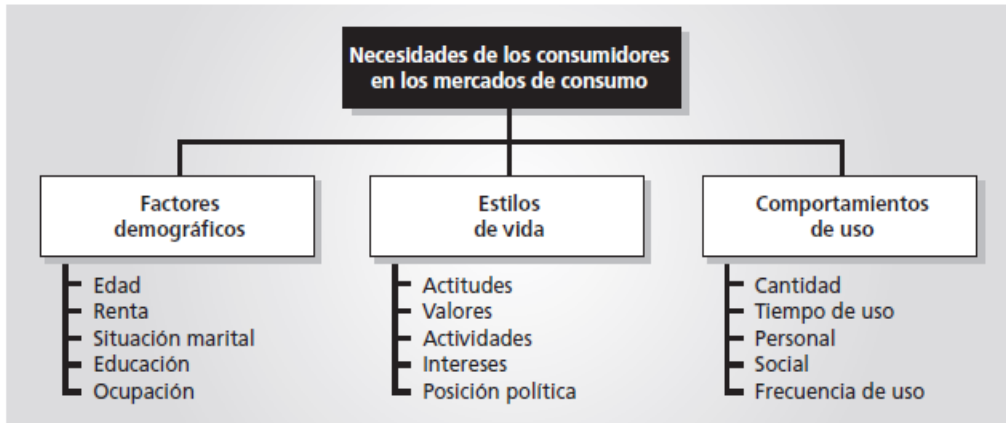 Necesidades de los consumidores
en los mercados de consumo
Factores
demográficos
Edad
Renta
Situación marital
Educación
Ocupación
Estilos
de vida
Actitudes
Valores
Actividades
Intereses
Posición política
Comportamientos
de uso
Cantidad
Tiempo de uso
Personal
Social
Frecuencia de uso